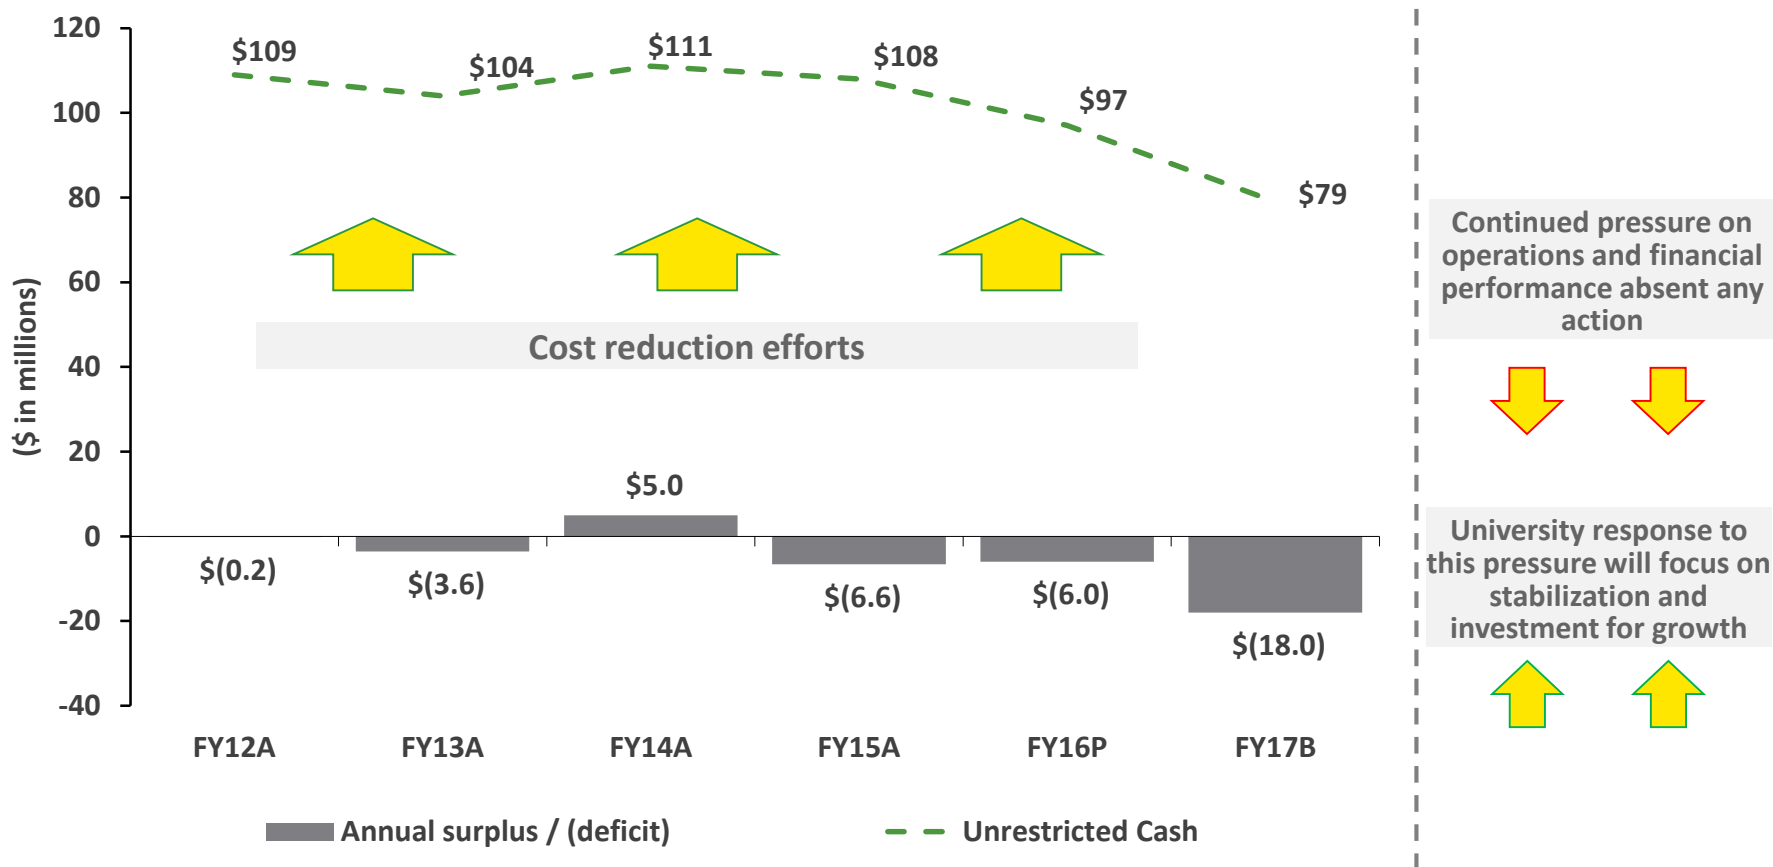 120
100
80
60
40
20
0
-20
-40
($ in millions)
$109
$104
$111
$108
$97
$79
Cost reduction efforts
$(0.2)
$(3.6)
$5.0
$(6.6)
$(6.0)
$(18.0)
FY12A
FY13A
FY14A
FY15A
FY16P
FY17B
Annual surplus / (deficit)
Unrestricted Cash
Continued pressure on
operations and financial
performance absent any
action
University response to
this pressure will focus on
stabilization and
investment for growth